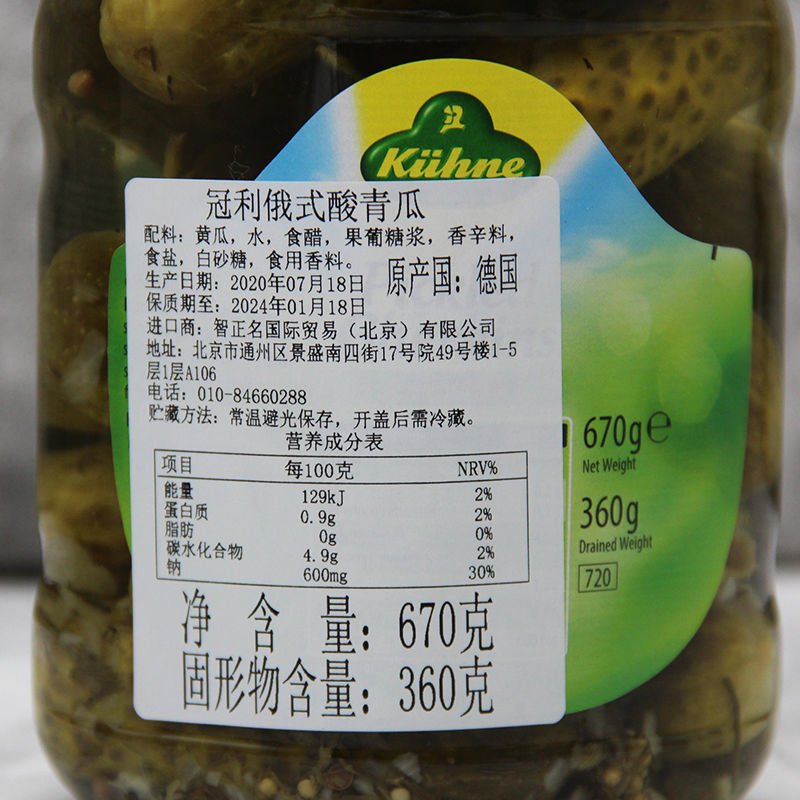 Kühne
冠利俄式酸青瓜
配料：黄瓜，水，食醋，果葡糖浆，香辛料，
食盐，白砂糖，食用香料。
生产日期：2020年07月18日
原产国：德国
保质期至：2024年01月18日
进口商：智正名国际贸易（北京）有限公司
地址：北京市通州区景盛南四街17号院49号楼1-5
层1层A106
电话：010-84660288
贮藏方法：常温避光保存，开盖后需冷藏。
营养成分表
项目 每100克 NRV%
能量 129kJ 2%
蛋白质 0.9g 2%
脂肪 0g 0%
碳水化合物 4.9g 2%
钠 600mg 30%
净含量：670克
固形物含量：360克
670g℮
Net Weight
360g
Drained Weight
720